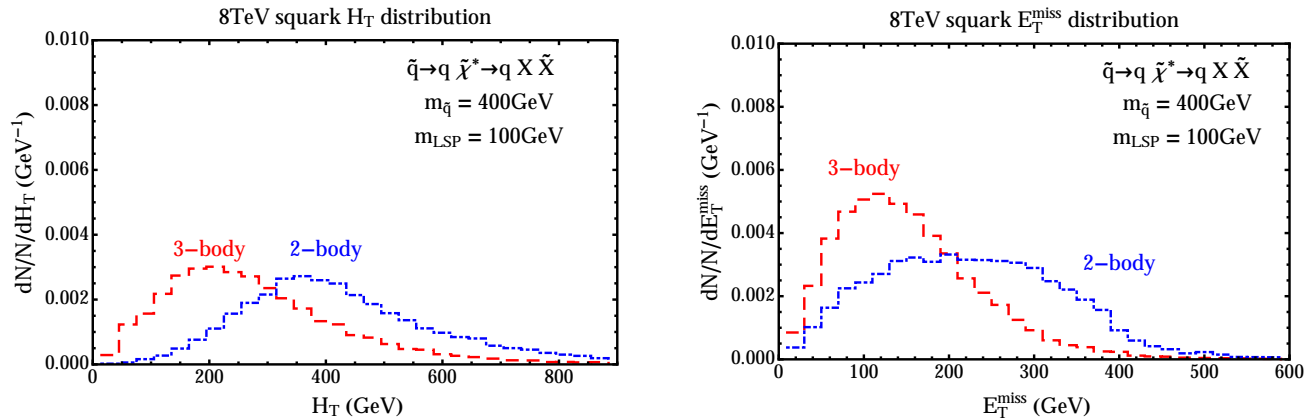 8TeV squark H_T distribution
0.010
0.008
0.006
0.004
0.002
0.000
dN/N/dH_T (GeV⁻¹)
q̃→q χ̃*→q X X̃
m_q̃ = 400GeV
m_LSP = 100GeV
3−body
2−body
0
200
400
600
800
H_T (GeV)
8TeV squark E_T^miss distribution
0.010
0.008
0.006
0.004
0.002
0.000
dN/N/dE_T^miss (GeV⁻¹)
q̃→q χ̃*→q X X̃
m_q̃ = 400GeV
m_LSP = 100GeV
3−body
2−body
0
100
200
300
400
500
600
E_T^miss (GeV)